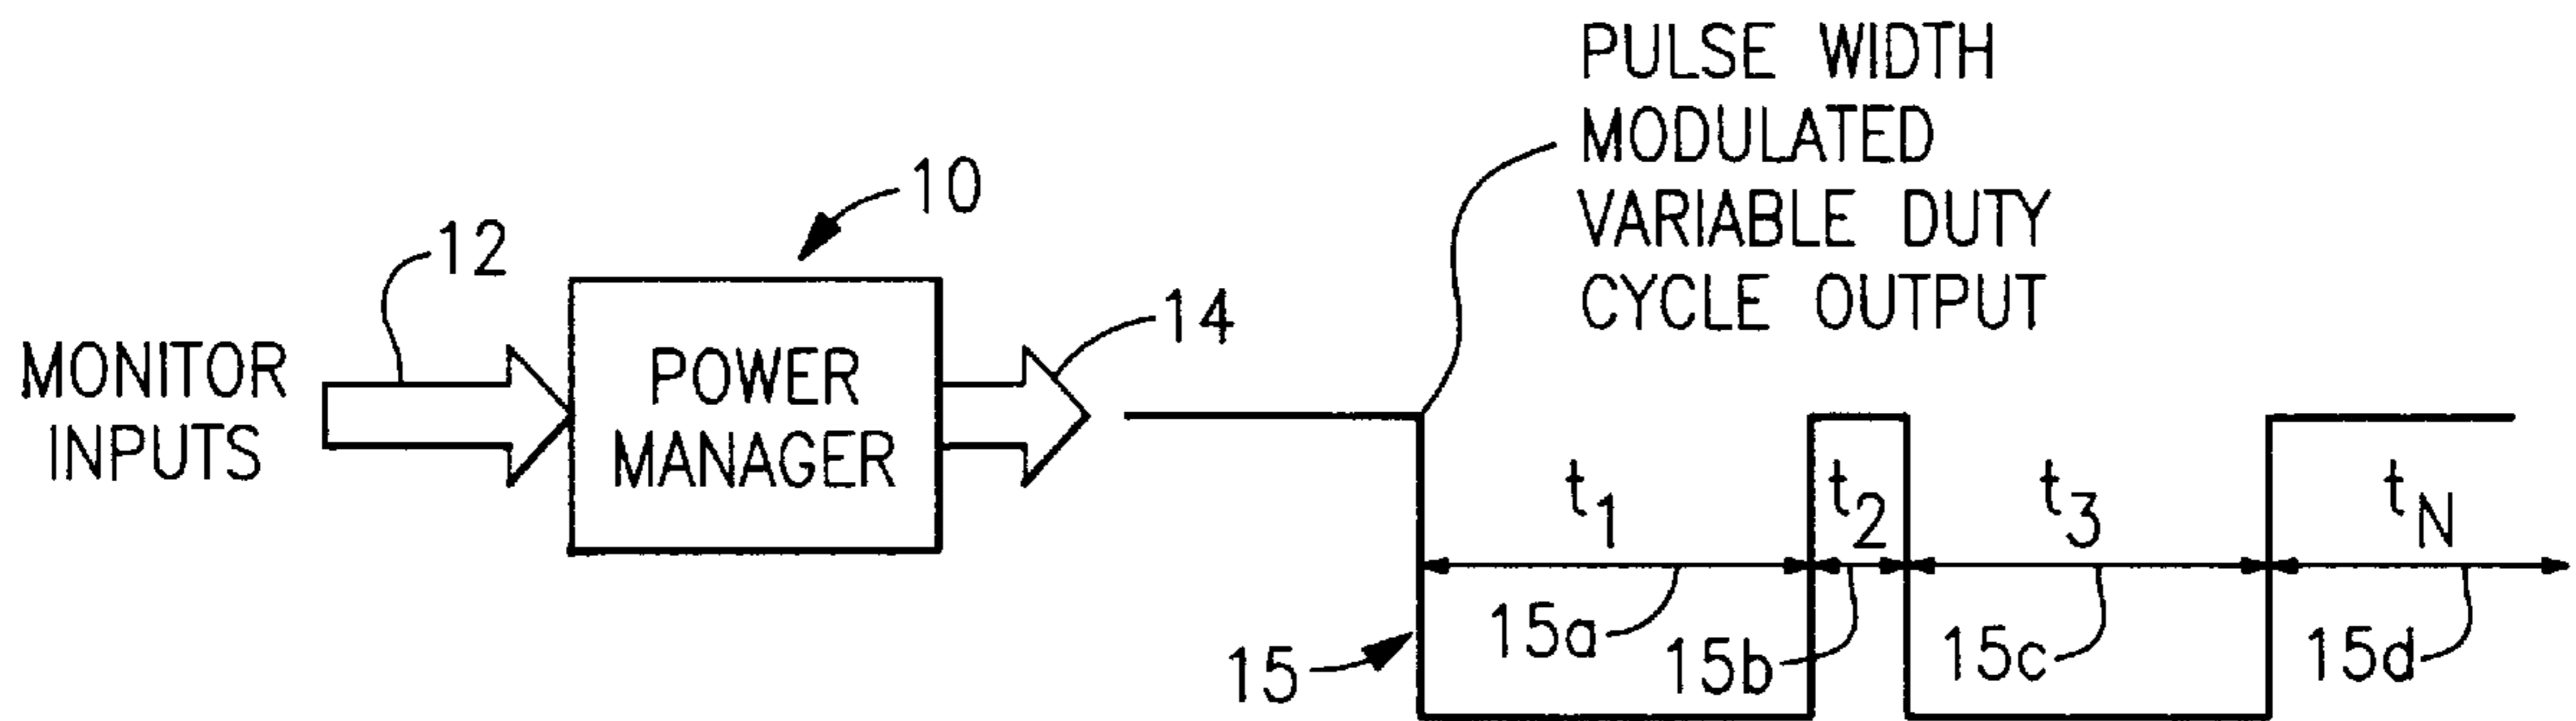 PULSE WIDTH
MODULATED
VARIABLE DUTY
CYCLE OUTPUT
10
12
14
MONITOR
INPUTS
POWER
MANAGER
t1
t2
t3
tN
15
15a
15b
15c
15d